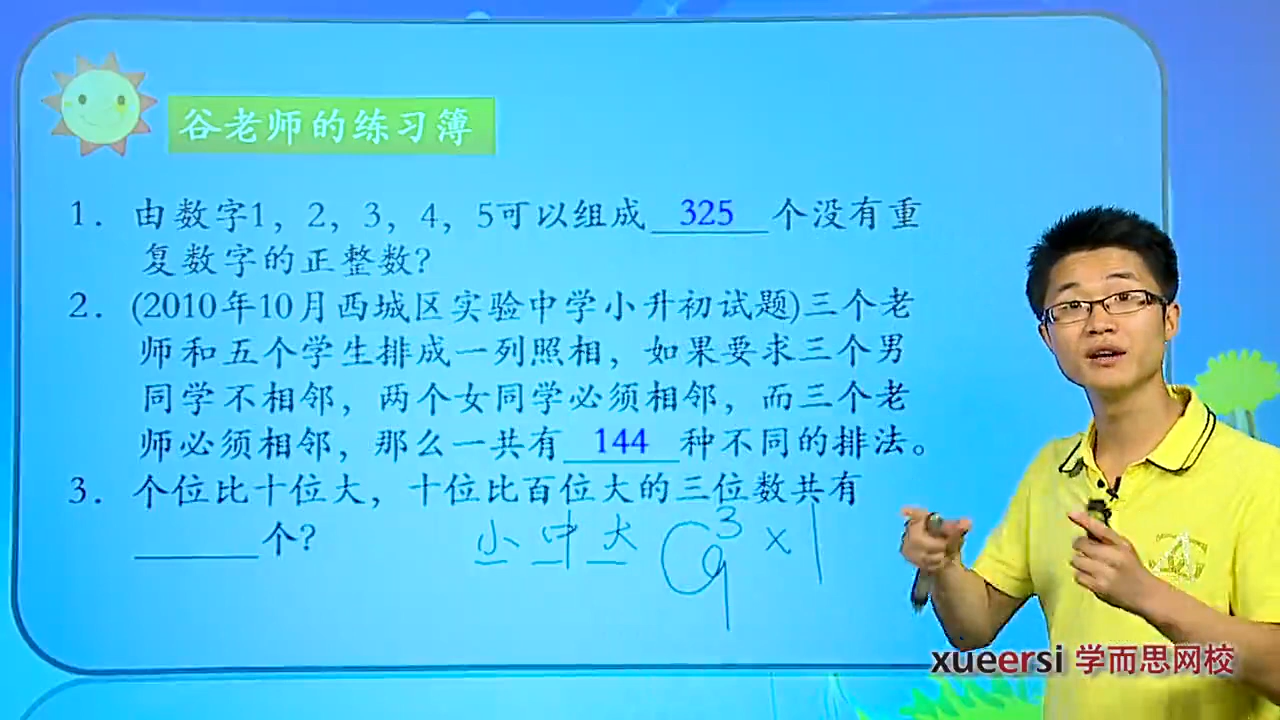 谷老师的练习簿
1. 由数字1，2，3，4，5可以组成 325 个没有重
复数字的正整数？
2. (2010年10月西城区实验中学小升初试题)三个老
师和五个学生排成一列照相，如果要求三个男
同学不相邻，两个女同学必须相邻，而三个老
师必须相邻，那么一共有 144 种不同的排法。
3. 个位比十位大，十位比百位大的三位数共有
______个？
小 中 大 C₉³ × 1
xueersi 学而思网校